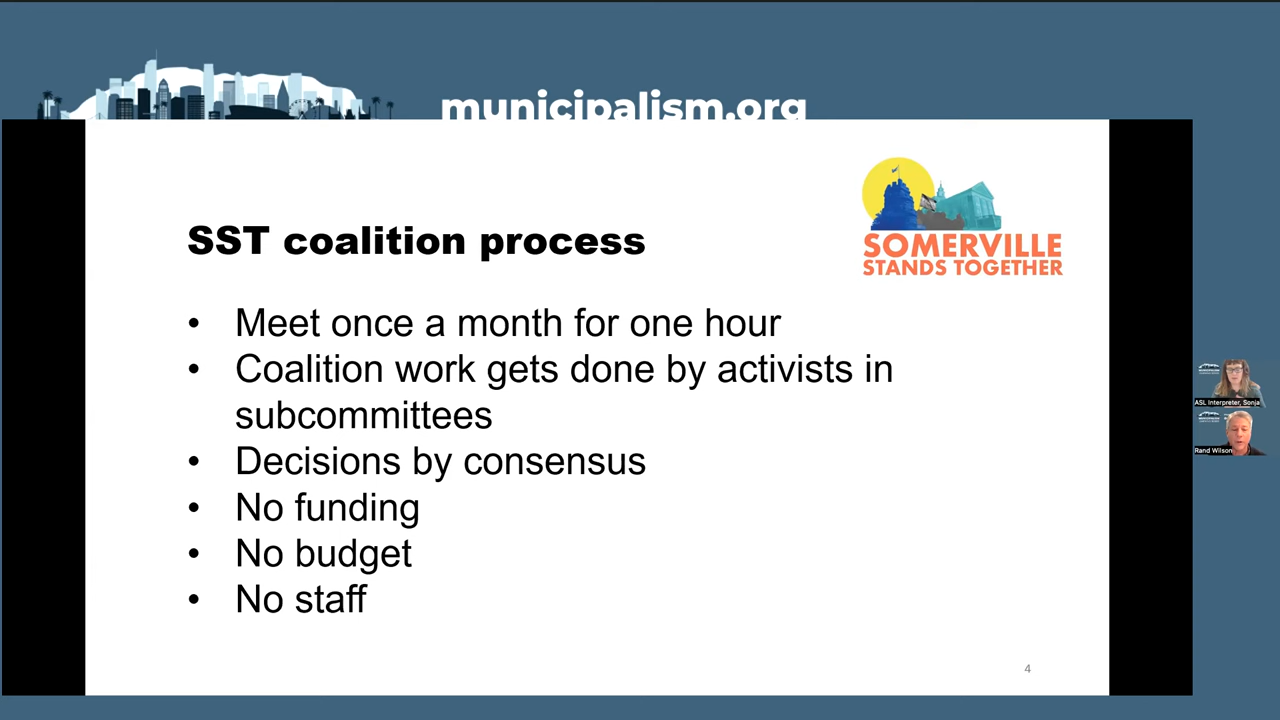 municipalism.org
SOMERVILLE
STANDS TOGETHER
SST coalition process
• Meet once a month for one hour
• Coalition work gets done by activists in
subcommittees
• Decisions by consensus
• No funding
• No budget
• No staff
4
ASL Interpreter, Sonja
Rand Wilson